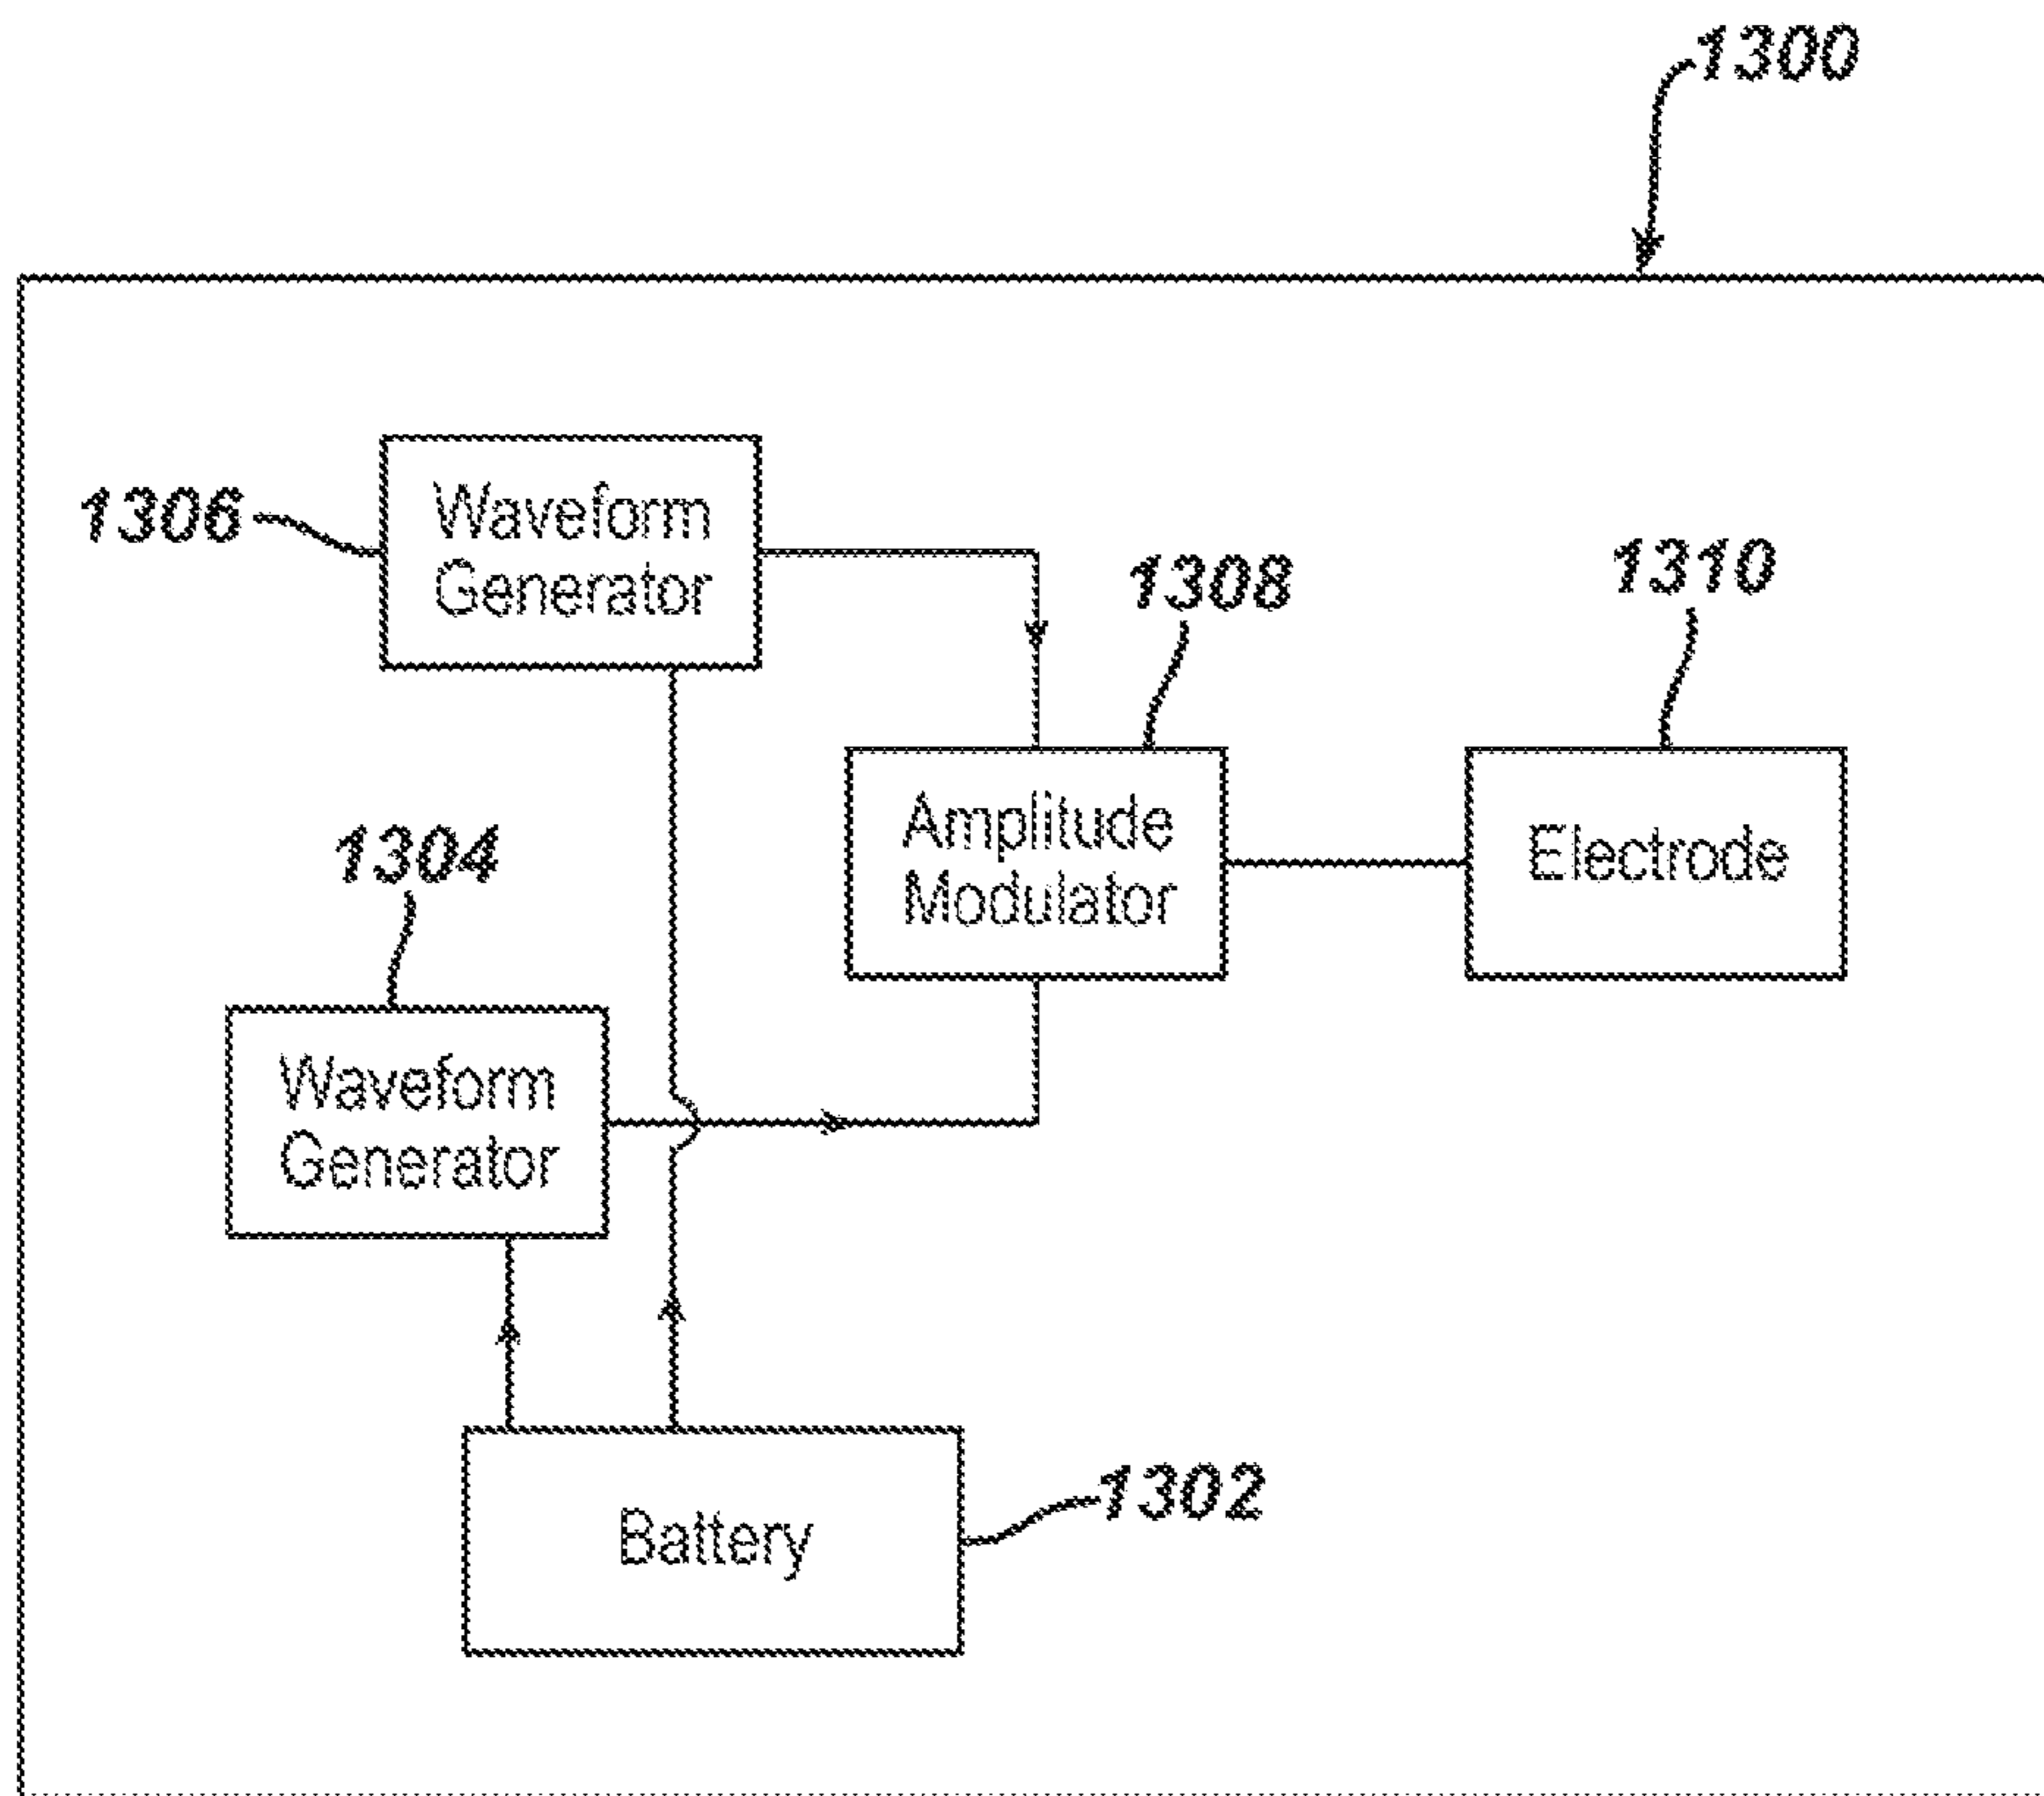 1300
1306
Waveform
Generator
1308
1310
Amplitude
Modulator
Electrode
1304
Waveform
Generator
Battery
1302